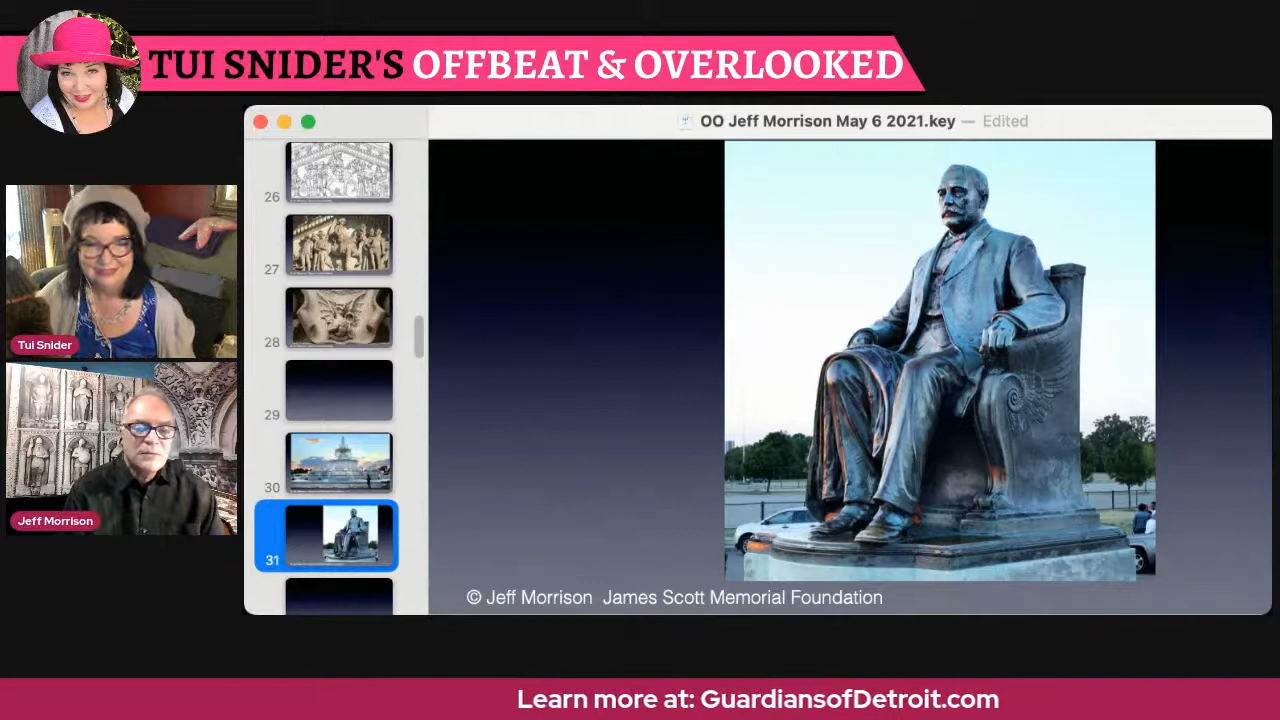 TUI SNIDER'S OFFBEAT & OVERLOOKED
OO Jeff Morrison May 6 2021.key — Edited
26
27
28
29
30
31
Tui Snider
Jeff Morrison
© Jeff Morrison James Scott Memorial Foundation
Learn more at: GuardiansofDetroit.com